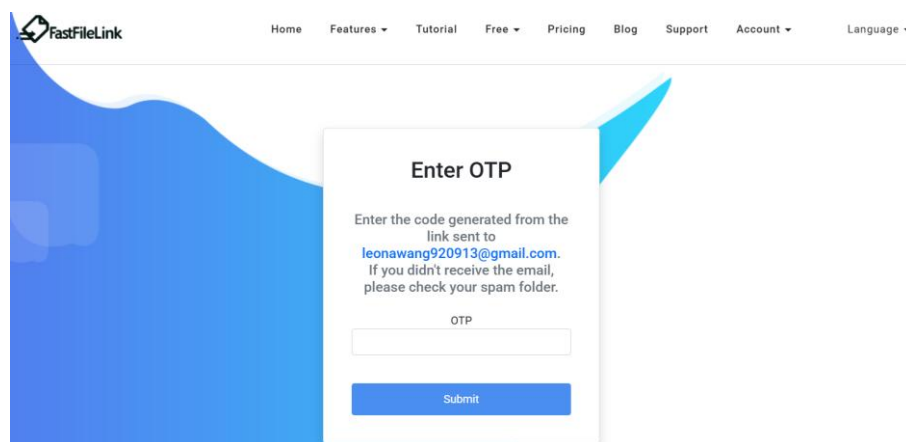 FastFileLink
Home Features Tutorial Free Pricing Blog Support Account Language
Enter OTP
Enter the code generated from the
link sent to
leonawang920913@gmail.com.
If you didn't receive the email,
please check your spam folder.
OTP
Submit